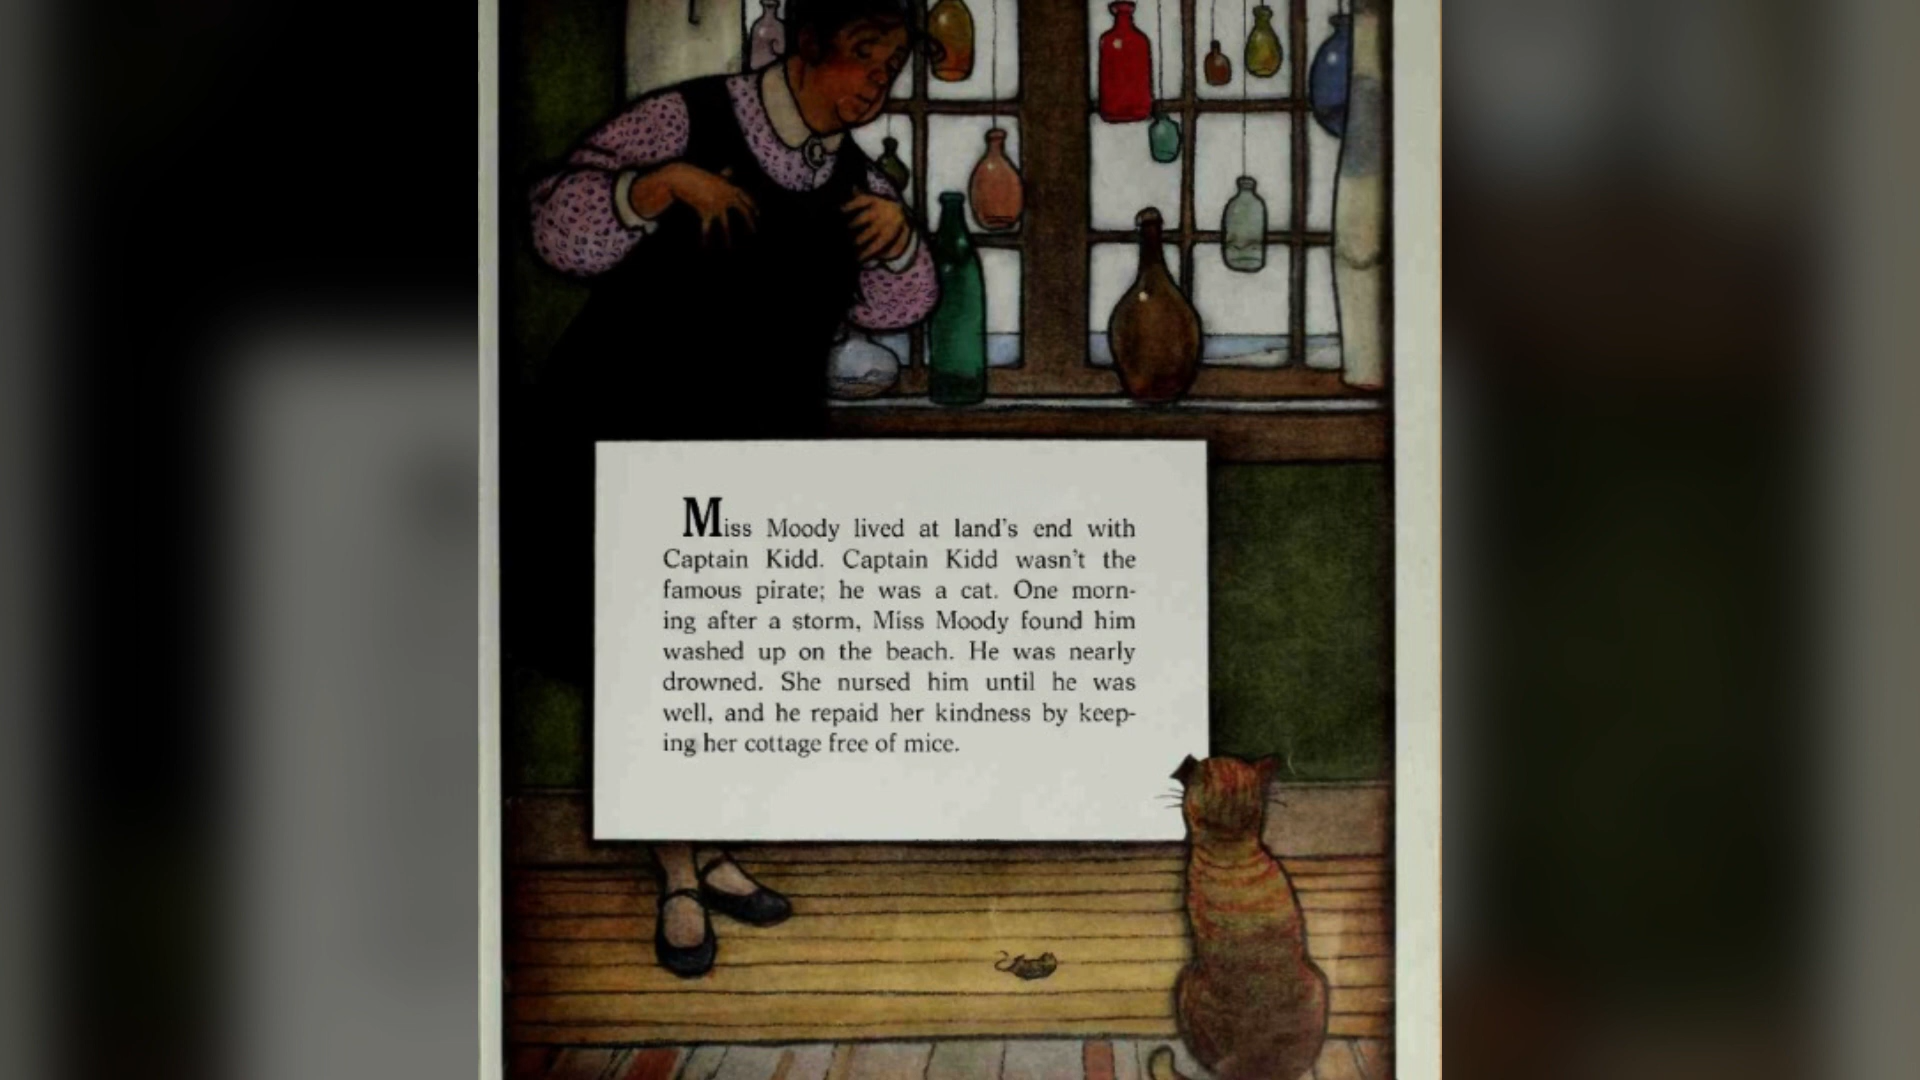 Miss Moody lived at land's end with
Captain Kidd. Captain Kidd wasn't the
famous pirate; he was a cat. One morn-
ing after a storm, Miss Moody found him
washed up on the beach. He was nearly
drowned. She nursed him until he was
well, and he repaid her kindness by keep-
ing her cottage free of mice.